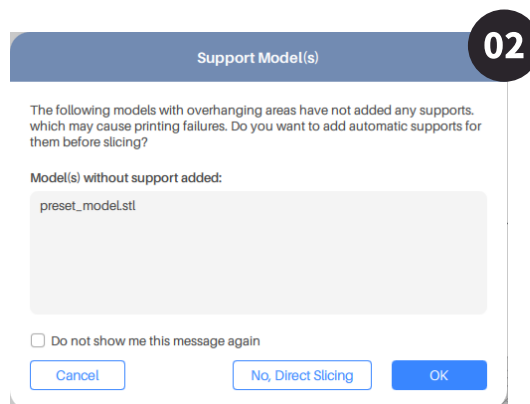 02
Support Model(s)
The following models with overhanging areas have not added any supports.
which may cause printing failures. Do you want to add automatic supports for
them before slicing?
Model(s) without support added:
preset_model.stl
Do not show me this message again
Cancel
No, Direct Slicing
OK